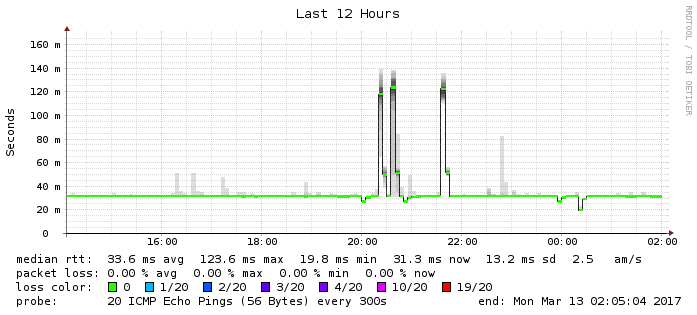 Last 12 Hours
RRDTOOL / TOBI OETIKER
Seconds
160 m
140 m
120 m
100 m
80 m
60 m
40 m
20 m
0
16:00 18:00 20:00 22:00 00:00 02:00
median rtt: 33.6 ms avg 123.6 ms max 19.8 ms min 31.3 ms now 13.2 ms sd 2.5 am/s
packet loss: 0.00 % avg 0.00 % max 0.00 % min 0.00 % now
loss color: 0 1/20 2/20 3/20 4/20 10/20 19/20
probe: 20 ICMP Echo Pings (56 Bytes) every 300s end: Mon Mar 13 02:05:04 2017